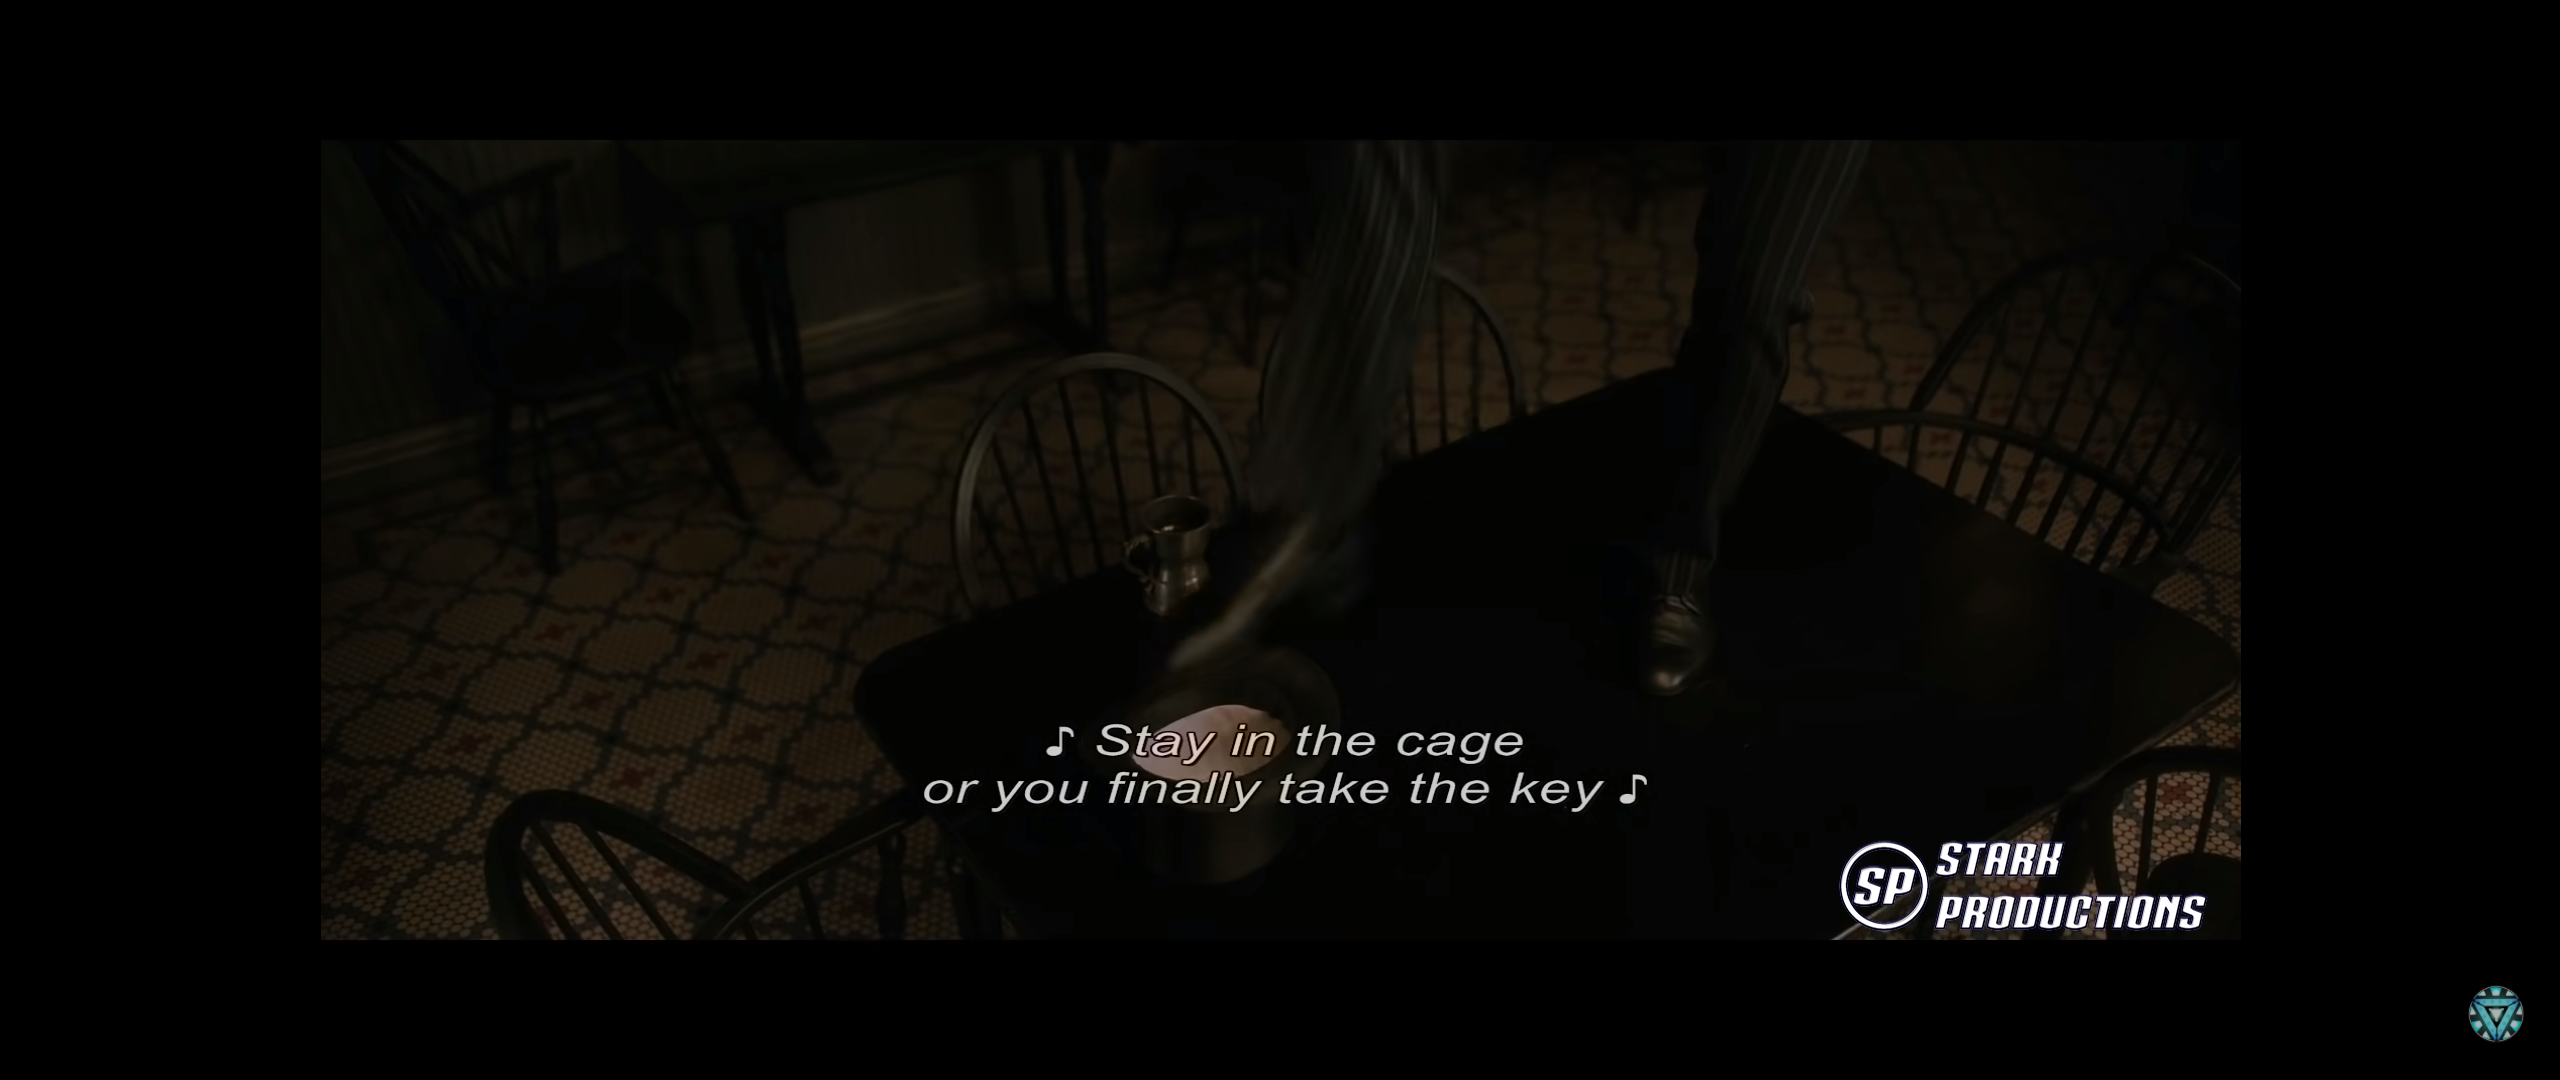 ♪ Stay in the cage
or you finally take the key ♪
SP STARK
PRODUCTIONS